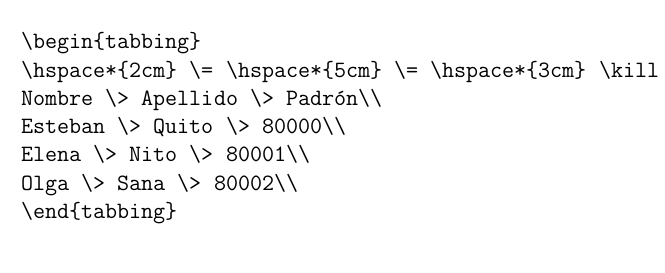 \begin{tabbing}
\hspace*{2cm} \= \hspace*{5cm} \= \hspace*{3cm} \kill
Nombre \> Apellido \> Padrón\\
Esteban \> Quito \> 80000\\
Elena \> Nito \> 80001\\
Olga \> Sana \> 80002\\
\end{tabbing}